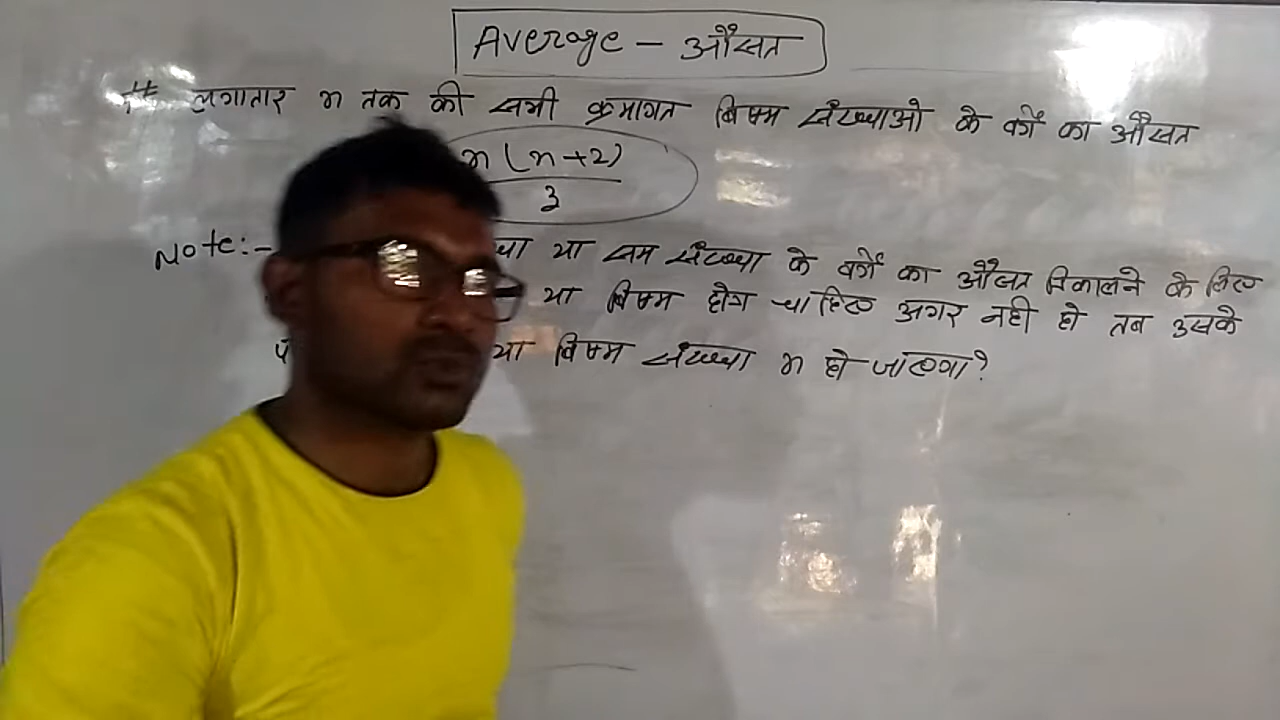 Average - औसत
# लगातार n तक की सभी क्रमागत बिषम संख्याओ के वर्गो का औसत
n (n+2)
3
Note:- या सम संख्या के वर्गो का औसत निकालने के लिए
या बिषम होना चाहिए अगर नही हो तब उसके
या बिषम संख्या n हो जाएगा?